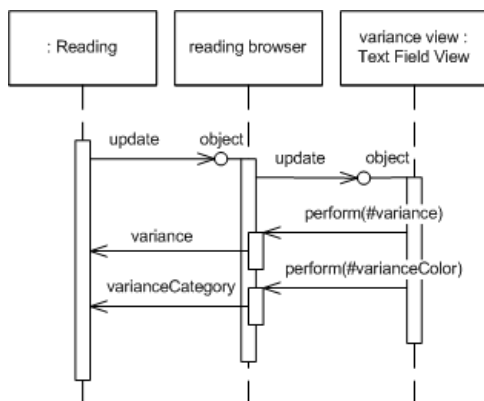 : Reading
reading browser
variance view :
Text Field View
update
object
update
object
perform(#variance)
variance
perform(#varianceColor)
varianceCategory